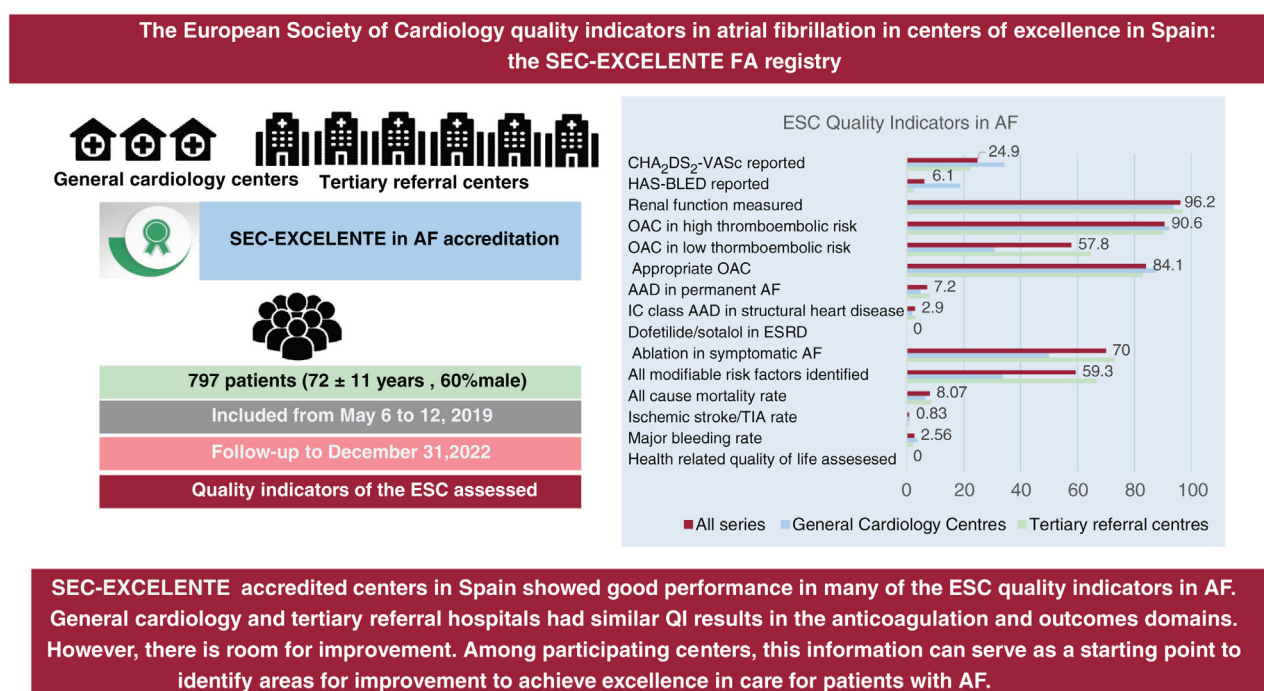 The European Society of Cardiology quality indicators in atrial fibrillation in centers of excellence in Spain:
the SEC-EXCELENTE FA registry
General cardiology centers
Tertiary referral centers
SEC-EXCELENTE in AF accreditation
797 patients (72 ± 11 years , 60%male)
Included from May 6 to 12, 2019
Follow-up to December 31,2022
Quality indicators of the ESC assessed
ESC Quality Indicators in AF
CHA₂DS₂-VASc reported 24.9
HAS-BLED reported 6.1
Renal function measured 96.2
OAC in high thromboembolic risk 90.6
OAC in low thormboembolic risk 57.8
Appropriate OAC 84.1
AAD in permanent AF 7.2
IC class AAD in structural heart disease 2.9
Dofetilide/sotalol in ESRD 0
Ablation in symptomatic AF 70
All modifiable risk factors identified 59.3
All cause mortality rate 8.07
Ischemic stroke/TIA rate 0.83
Major bleeding rate 2.56
Health related quality of life assesesed 0
0 20 40 60 80 100
All series General Cardiology Centres Tertiary referral centres
SEC-EXCELENTE accredited centers in Spain showed good performance in many of the ESC quality indicators in AF.
General cardiology and tertiary referral hospitals had similar QI results in the anticoagulation and outcomes domains.
However, there is room for improvement. Among participating centers, this information can serve as a starting point to
identify areas for improvement to achieve excellence in care for patients with AF.